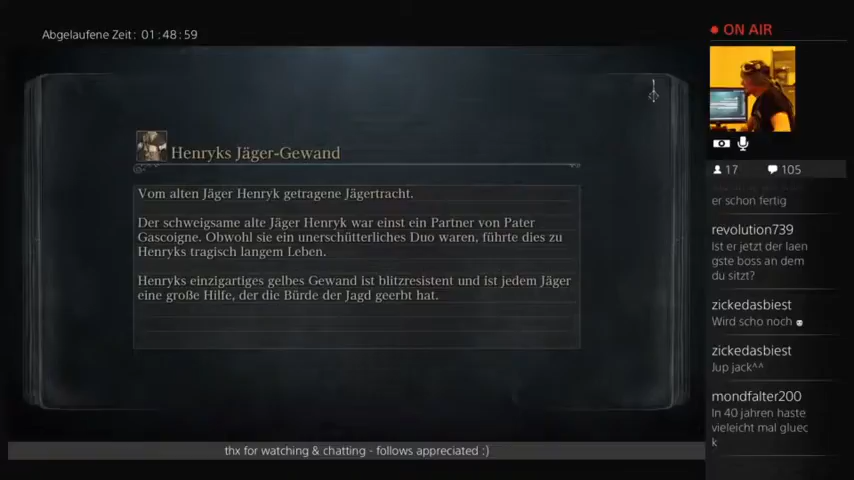 Abgelaufene Zeit: 01:48:59
ON AIR
Henryks Jäger-Gewand
Vom alten Jäger Henryk getragene Jägertracht.
Der schweigsame alte Jäger Henryk war einst ein Partner von Pater
Gascoigne. Obwohl sie ein unerschütterliches Duo waren, führte dies zu
Henryks tragisch langem Leben.
Henryks einzigartiges gelbes Gewand ist blitzresistent und ist jedem Jäger
eine große Hilfe, der die Bürde der Jagd geerbt hat.
17
105
er schon fertig
revolution739
Ist er jetzt der laen
gste boss an dem
du sitzt?
zickedasbiest
Wird scho noch
zickedasbiest
Jup jack^^
mondfalter200
In 40 jahren haste
vieleicht mal gluec
k
thx for watching & chatting - follows appreciated :)